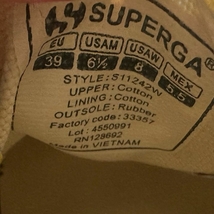 SUPERGA®
EU USAM USAW MEX
39 6½ 8 5.5
STYLE: S11242W
UPPER: Cotton
LINING: Cotton
OUTSOLE: Rubber
Factory code: 33357
Lot: 4550991
RN128692
Made in VIETNAM